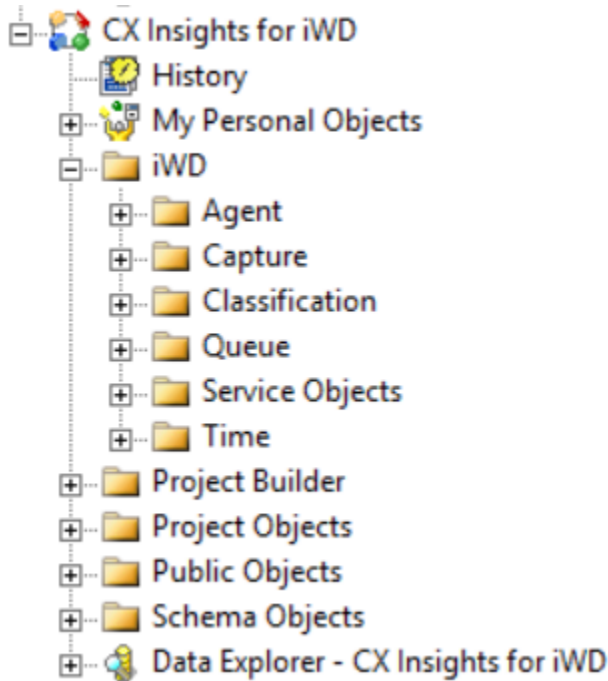 CX Insights for iWD
History
My Personal Objects
iWD
Agent
Capture
Classification
Queue
Service Objects
Time
Project Builder
Project Objects
Public Objects
Schema Objects
Data Explorer - CX Insights for iWD